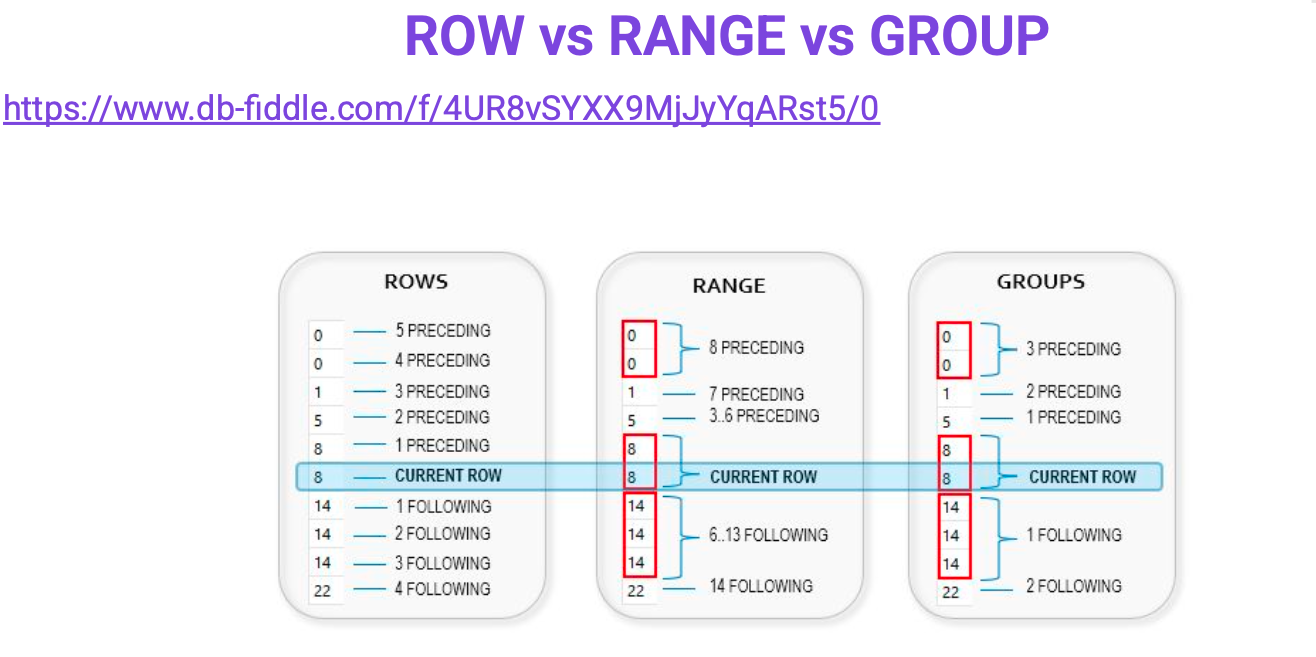 ROW vs RANGE vs GROUP
https://www.db-fiddle.com/f/4UR8vSYXX9MjJyYqARst5/0
ROWS
0 5 PRECEDING
0 4 PRECEDING
1 3 PRECEDING
5 2 PRECEDING
8 1 PRECEDING
8 CURRENT ROW
14 1 FOLLOWING
14 2 FOLLOWING
14 3 FOLLOWING
22 4 FOLLOWING
RANGE
0
0
8 PRECEDING
1 7 PRECEDING
5 3..6 PRECEDING
8
8 CURRENT ROW
14
14 6..13 FOLLOWING
14
22 14 FOLLOWING
GROUPS
0
0
3 PRECEDING
1 2 PRECEDING
5 1 PRECEDING
8
8 CURRENT ROW
14
14 1 FOLLOWING
14
22 2 FOLLOWING